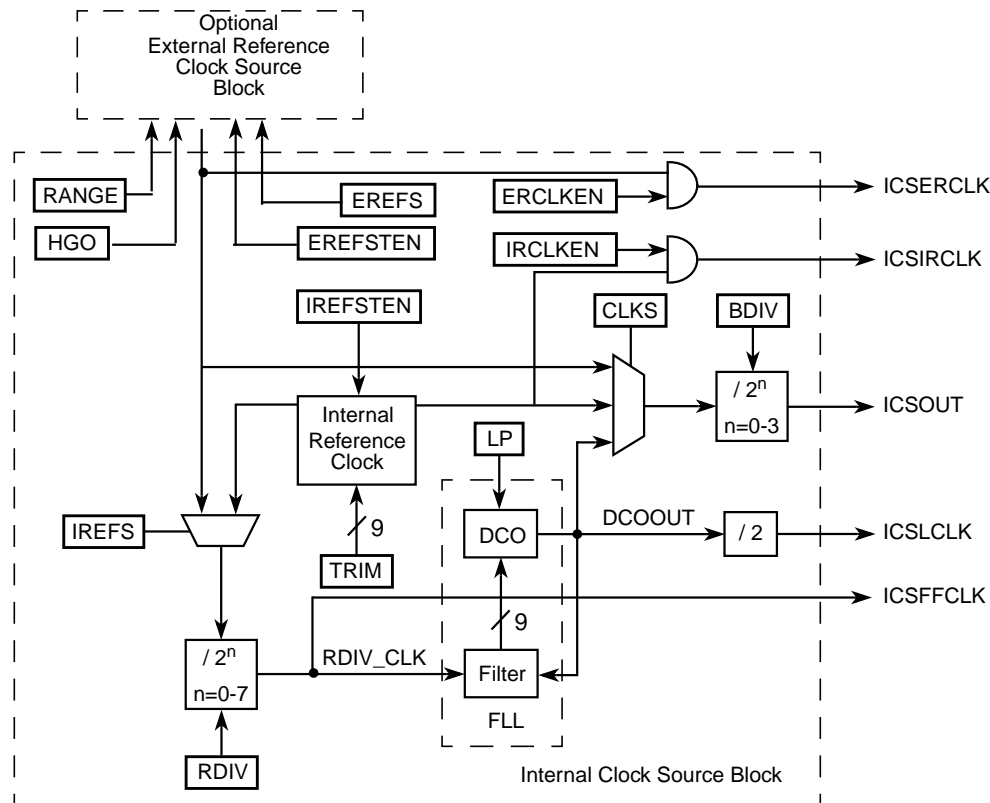 Optional
External Reference
Clock Source
Block
RANGE
HGO
EREFS
EREFSTEN
ERCLKEN
IRCLKEN
ICSERCLK
ICSIRCLK
IREFSTEN
CLKS
BDIV
Internal
Reference
Clock
/ 2ⁿ
n=0-3
ICSOUT
LP
IREFS
9
TRIM
DCO
DCOOUT
/ 2
ICSLCLK
ICSFFCLK
9
/ 2ⁿ
n=0-7
RDIV_CLK
Filter
FLL
RDIV
Internal Clock Source Block